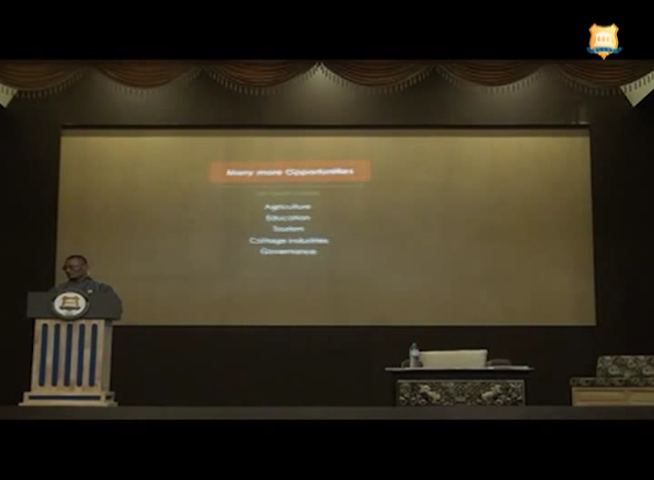 Many more Opportunities
Agriculture
Education
Tourism
Cottage industries
Governance